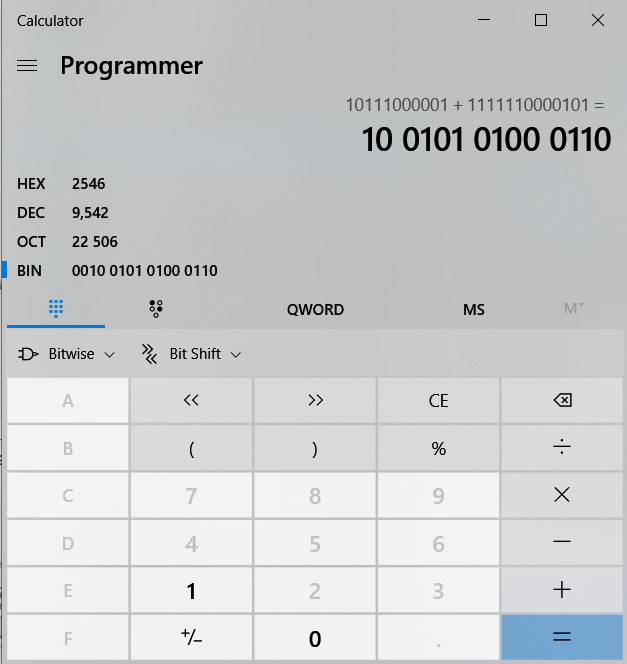 Calculator
Programmer
10111000001 + 1111110000101 =
10 0101 0100 0110
HEX 2546
DEC 9,542
OCT 22 506
BIN 0010 0101 0100 0110
QWORD MS M
Bitwise Bit Shift
A << >> CE
B ( ) % ÷
C 7 8 9 ×
D 4 5 6 −
E 1 2 3 +
F +/− 0 . =